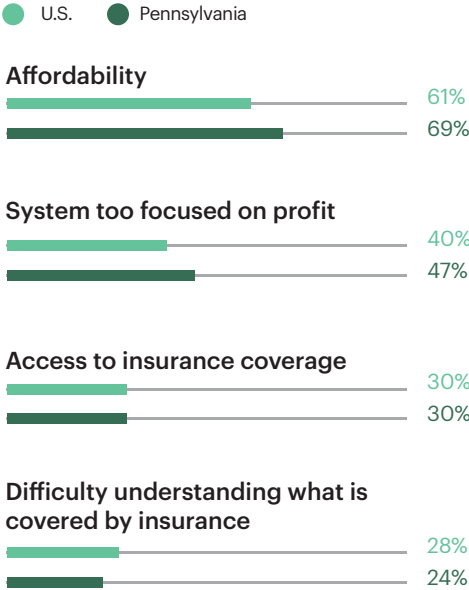 U.S. Pennsylvania
Affordability
61%
69%
System too focused on profit
40%
47%
Access to insurance coverage
30%
30%
Difficulty understanding what is
covered by insurance
28%
24%